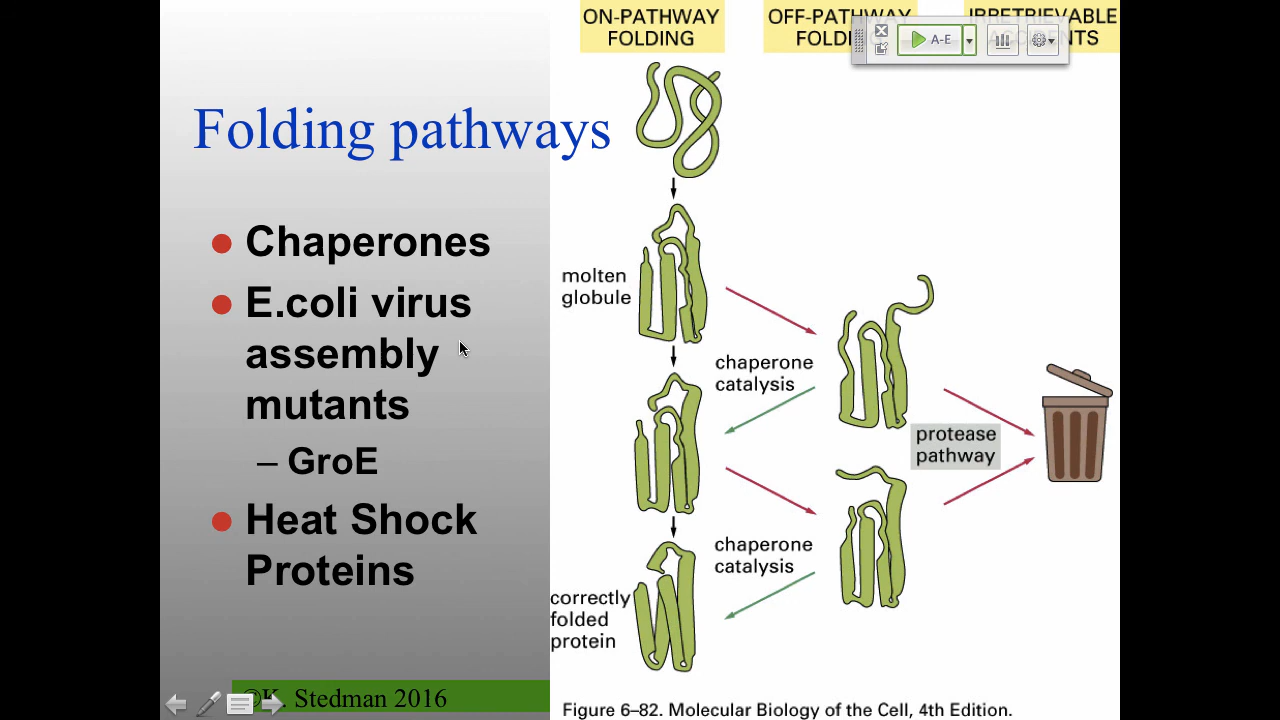 Folding pathways
● Chaperones
● E.coli virus
assembly
mutants
– GroE
● Heat Shock
Proteins
©K. Stedman 2016
ON-PATHWAY
FOLDING
OFF-PATHWAY
IRRETRIEVABLE
A-E
molten
globule
chaperone
catalysis
protease
pathway
chaperone
catalysis
correctly
folded
protein
Figure 6–82. Molecular Biology of the Cell, 4th Edition.